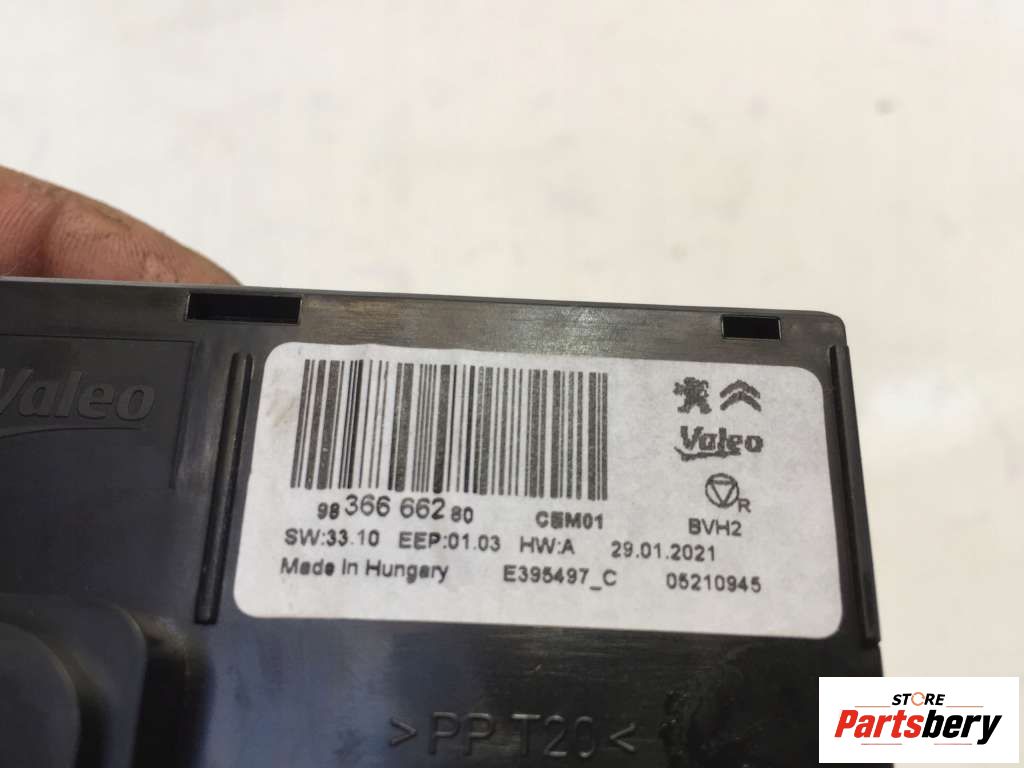 Valeo
Valeo
R
98 366 662 80 C5M01 BVH2
SW:33.10 EEP:01.03 HW:A 29.01.2021
Made In Hungary E395497_C 05210945
>PP T20<
STORE
Partsbery